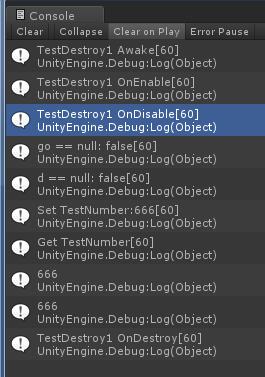 Console
Clear Collapse Clear on Play Error Pause
TestDestroy1 Awake[60]
UnityEngine.Debug:Log(Object)
TestDestroy1 OnEnable[60]
UnityEngine.Debug:Log(Object)
TestDestroy1 OnDisable[60]
UnityEngine.Debug:Log(Object)
go == null: false[60]
UnityEngine.Debug:Log(Object)
d == null: false[60]
UnityEngine.Debug:Log(Object)
Set TestNumber:666[60]
UnityEngine.Debug:Log(Object)
Get TestNumber[60]
UnityEngine.Debug:Log(Object)
666
UnityEngine.Debug:Log(Object)
666
UnityEngine.Debug:Log(Object)
TestDestroy1 OnDestroy[60]
UnityEngine.Debug:Log(Object)